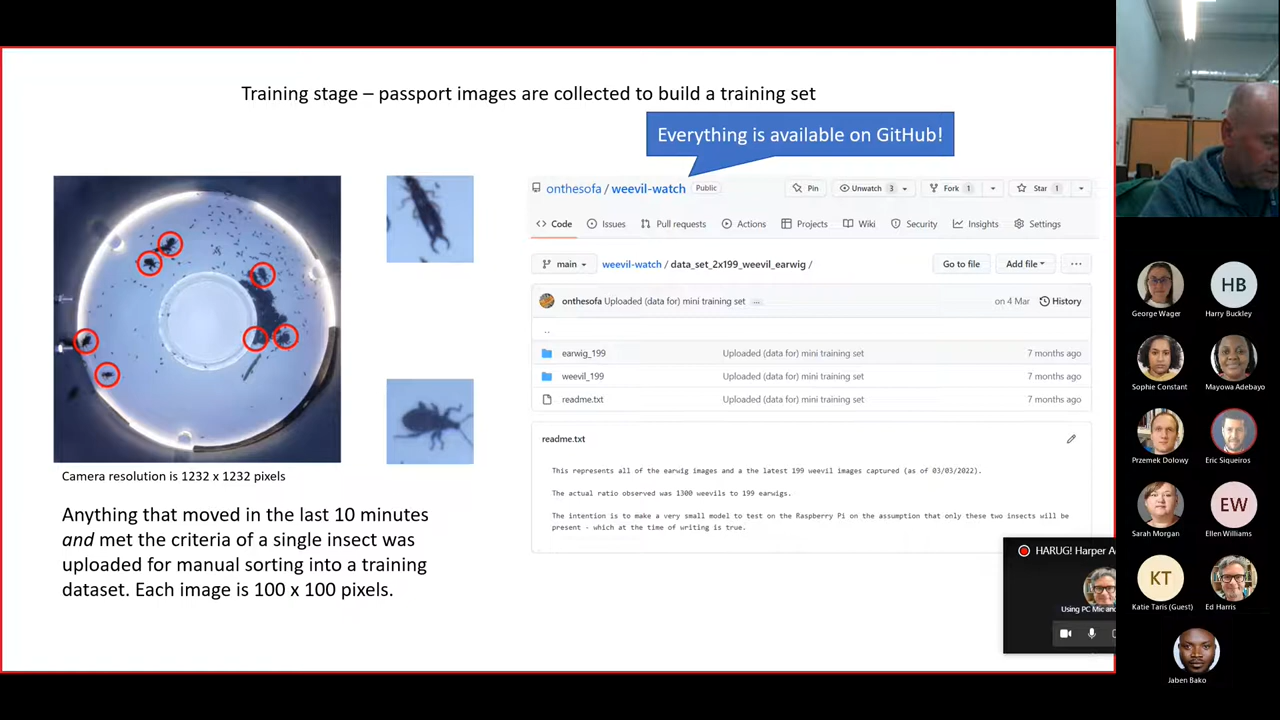 Training stage – passport images are collected to build a training set
Everything is available on GitHub!
onthesofa / weevil-watch Public
Pin Unwatch 3 Fork 1 Star 1
Code Issues Pull requests Actions Projects Wiki Security Insights Settings
main weevil-watch / data_set_2x199_weevil_earwig / Go to file Add file ...
onthesofa Uploaded (data for) mini training set ... on 4 Mar History
..
earwig_199 Uploaded (data for) mini training set 7 months ago
weevil_199 Uploaded (data for) mini training set 7 months ago
readme.txt Uploaded (data for) mini training set 7 months ago
readme.txt
This represents all of the earwig images and a the latest 199 weevil images captured (as of 03/03/2022).
The actual ratio observed was 1300 weevils to 199 earwigs.
The intention is to make a very small model to test on the Raspberry Pi on the assumption that only these two insects will be
present - which at the time of writing is true.
Camera resolution is 1232 x 1232 pixels
Anything that moved in the last 10 minutes
and met the criteria of a single insect was
uploaded for manual sorting into a training
dataset. Each image is 100 x 100 pixels.
HARUG! Harper A
Using PC Mic and
George Wager
HB
Harry Buckley
Sophie Constant
Mayowa Adebayo
Przemek Dolowy
Eric Siqueiros
Sarah Morgan
EW
Ellen Williams
KT
Katie Taris (Guest)
Ed Harris
Jaben Bako